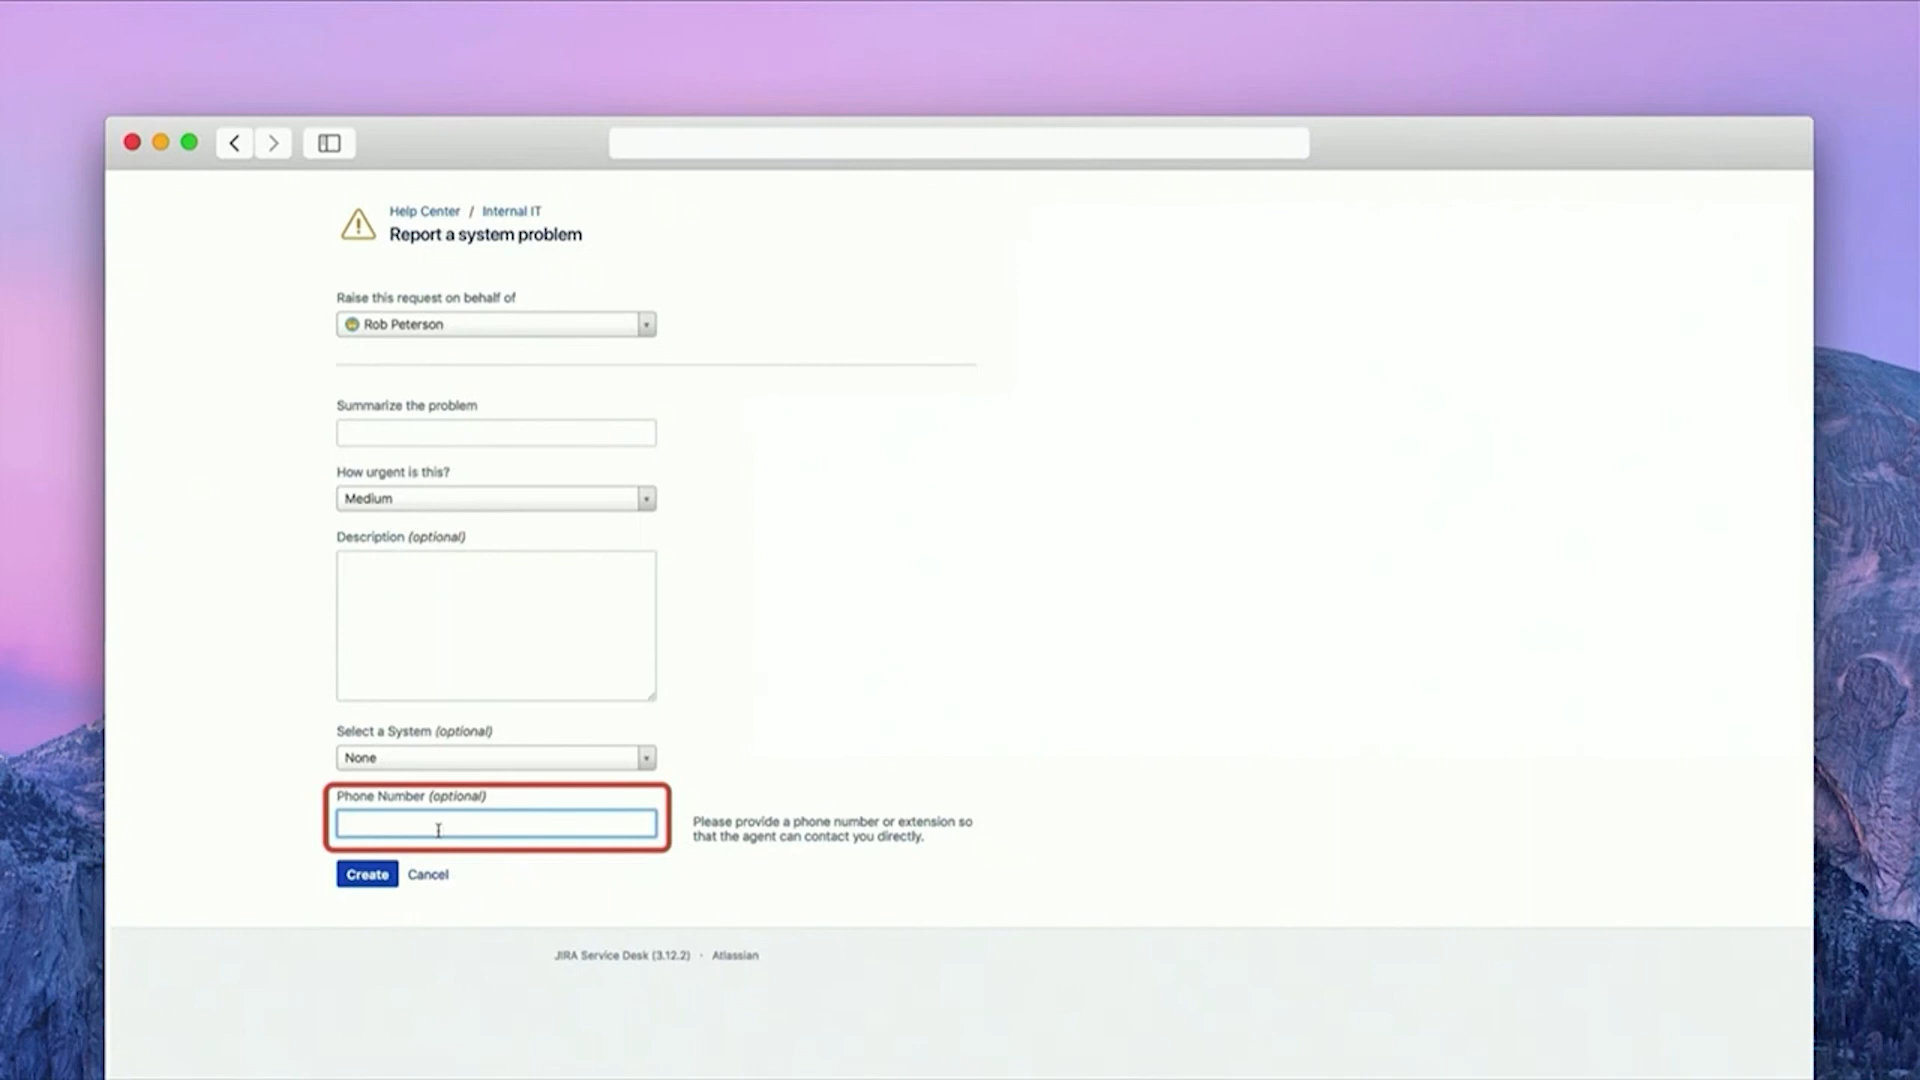 Help Center / Internal IT
Report a system problem
Raise this request on behalf of
Rob Peterson
Summarize the problem
How urgent is this?
Medium
Description (optional)
Select a System (optional)
None
Phone Number (optional)
Please provide a phone number or extension so
that the agent can contact you directly.
Create Cancel
JIRA Service Desk (3.12.2) · Atlassian